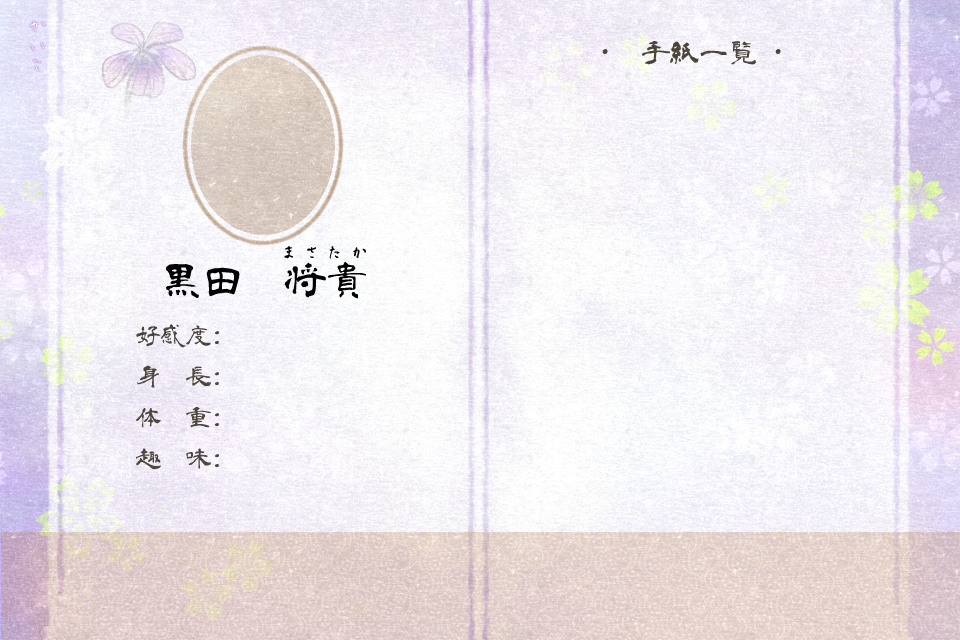 まさたか
黒田　将貴
好感度:
身　長:
体　重:
趣　味:
・　手紙一覧　・